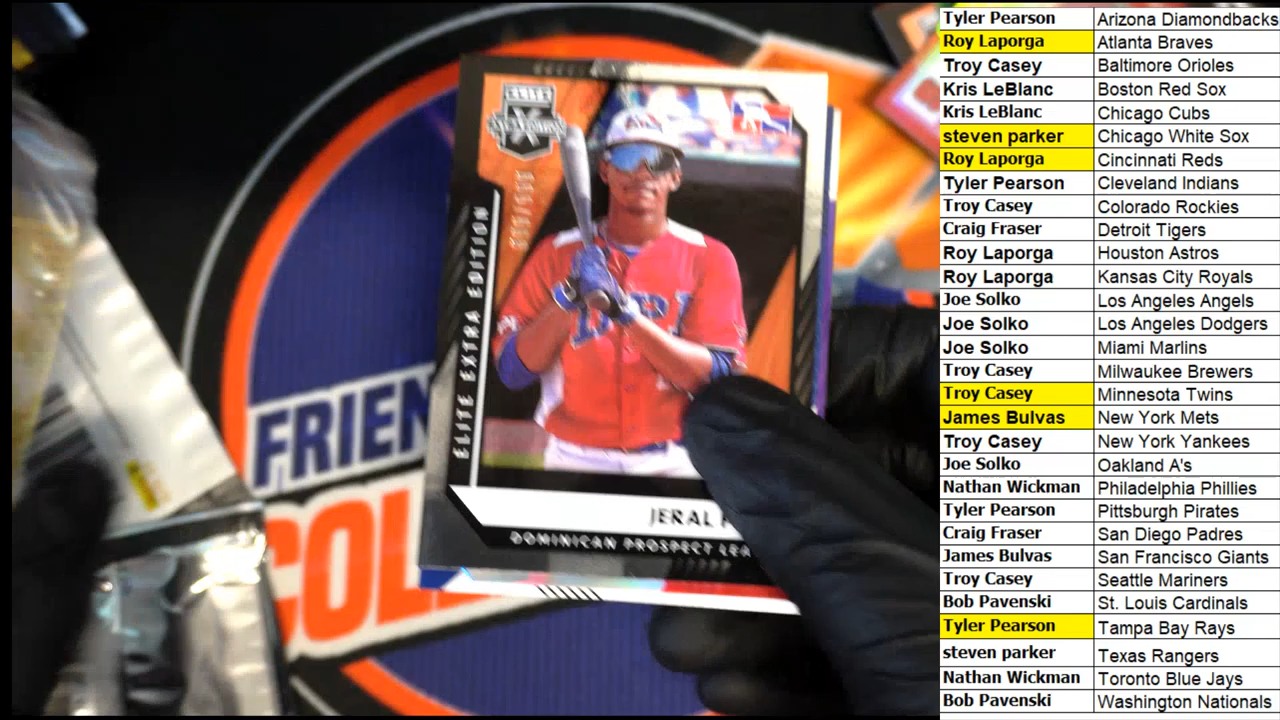 ELITE
ELITE EXTRA EDITION
JERAL
DOMINICAN PROSPECT LEA
FRIEN
COL
Tyler Pearson Arizona Diamondbacks
Roy Laporga Atlanta Braves
Troy Casey Baltimore Orioles
Kris LeBlanc Boston Red Sox
Kris LeBlanc Chicago Cubs
steven parker Chicago White Sox
Roy Laporga Cincinnati Reds
Tyler Pearson Cleveland Indians
Troy Casey Colorado Rockies
Craig Fraser Detroit Tigers
Roy Laporga Houston Astros
Roy Laporga Kansas City Royals
Joe Solko Los Angeles Angels
Joe Solko Los Angeles Dodgers
Joe Solko Miami Marlins
Troy Casey Milwaukee Brewers
Troy Casey Minnesota Twins
James Bulvas New York Mets
Troy Casey New York Yankees
Joe Solko Oakland A's
Nathan Wickman Philadelphia Phillies
Tyler Pearson Pittsburgh Pirates
Craig Fraser San Diego Padres
James Bulvas San Francisco Giants
Troy Casey Seattle Mariners
Bob Pavenski St. Louis Cardinals
Tyler Pearson Tampa Bay Rays
steven parker Texas Rangers
Nathan Wickman Toronto Blue Jays
Bob Pavenski Washington Nationals